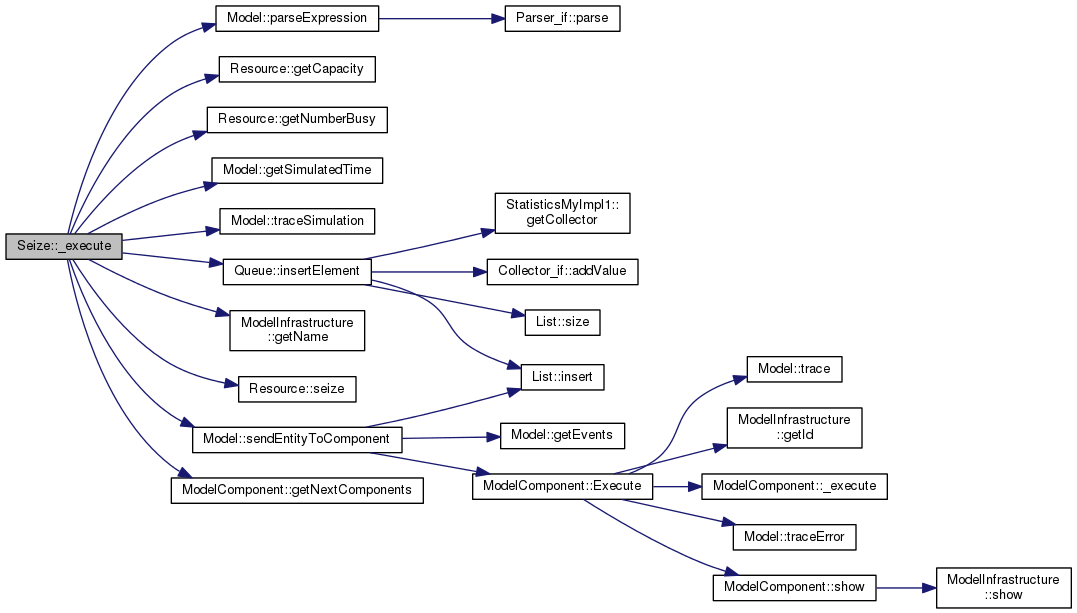 Model::parseExpression
Parser_if::parse
Resource::getCapacity
Resource::getNumberBusy
Model::getSimulatedTime
StatisticsMyImpl1::
getCollector
Model::traceSimulation
Seize::_execute
Queue::insertElement
Collector_if::addValue
ModelInfrastructure
::getName
List::size
Model::trace
List::insert
Resource::seize
ModelInfrastructure
::getId
Model::sendEntityToComponent
Model::getEvents
ModelComponent::getNextComponents
ModelComponent::Execute
ModelComponent::_execute
Model::traceError
ModelComponent::show
ModelInfrastructure
::show